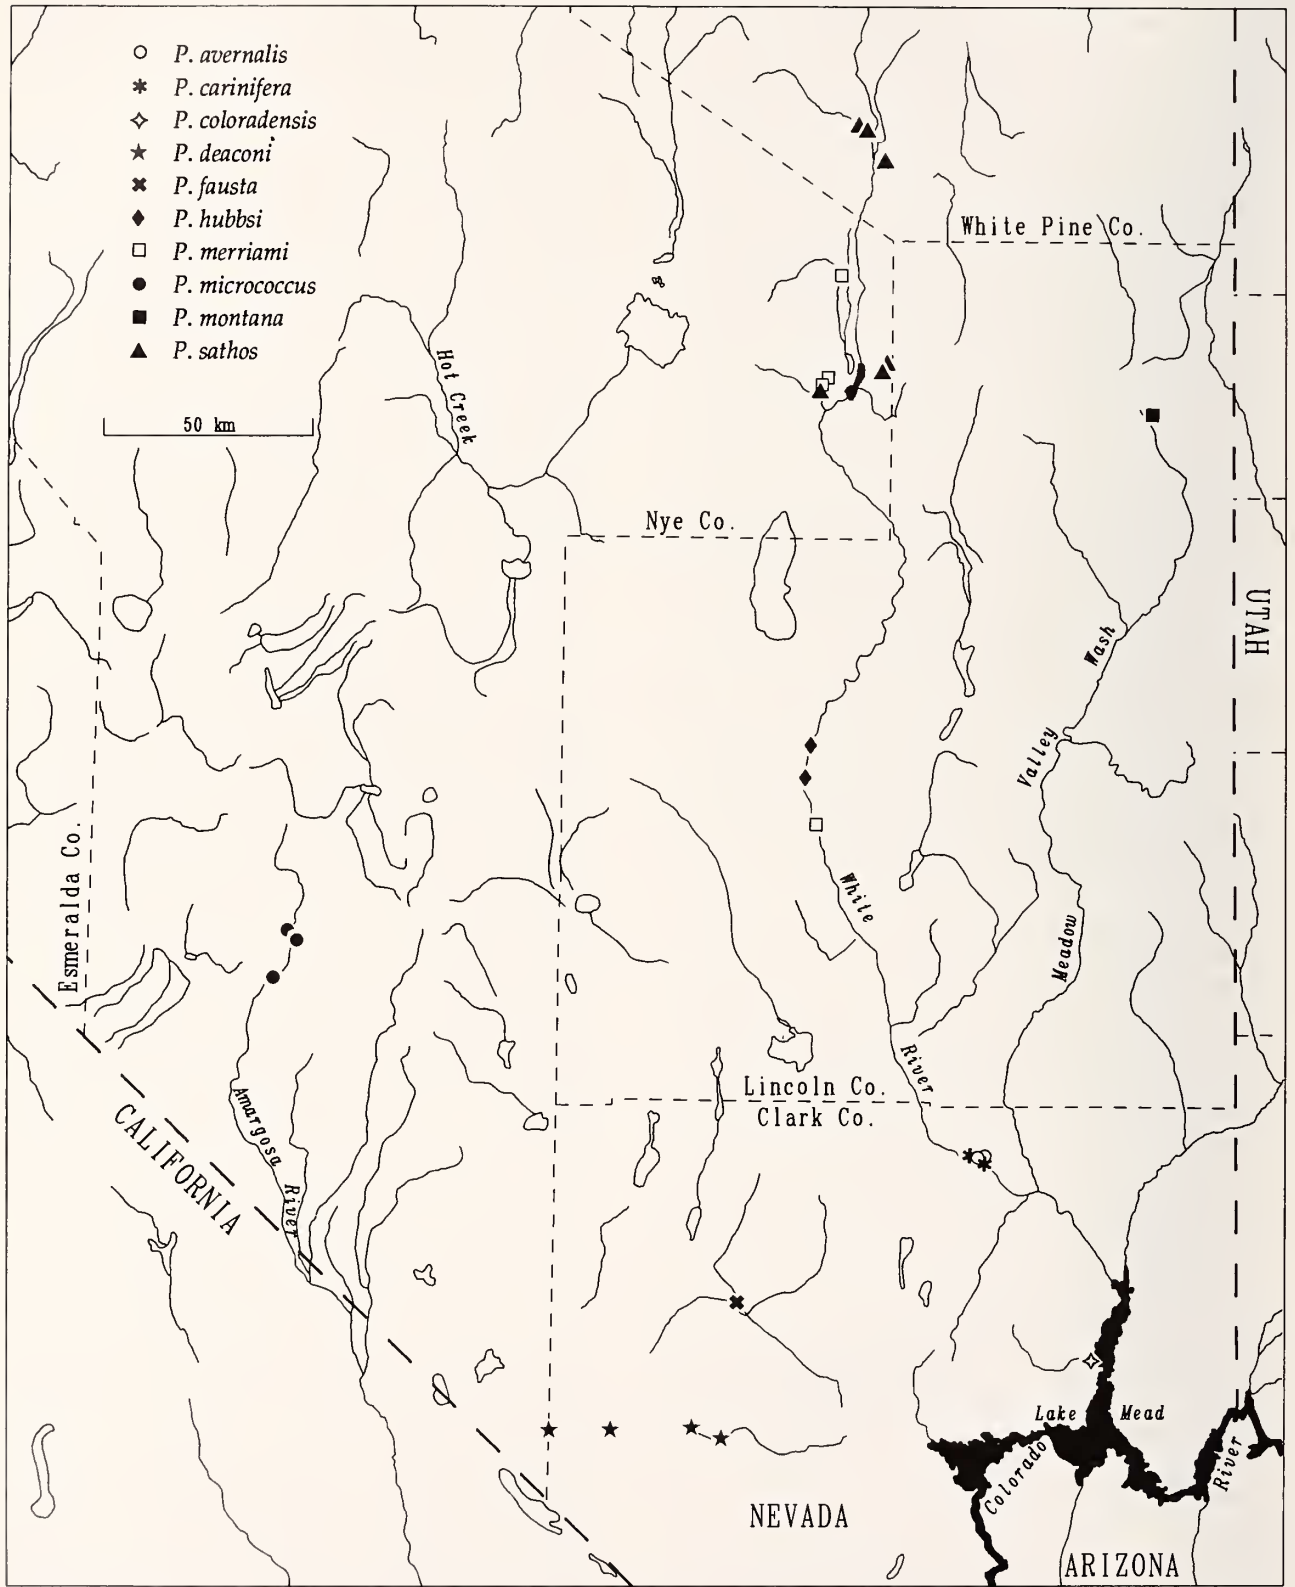 P. avernalis
P. carinifera
P. coloradensis
P. deaconi
P. fausta
P. hubbsi
P. merriami
P. micrococcus
P. montana
P. sathos
50 km
White Pine Co.
Hot Creek
Nye Co.
UTAH
Meadow Valley Wash
Esmeralda Co.
White River
Lincoln Co.
Clark Co.
Amargosa River
CALIFORNIA
Lake Mead
Colorado River
NEVADA
ARIZONA